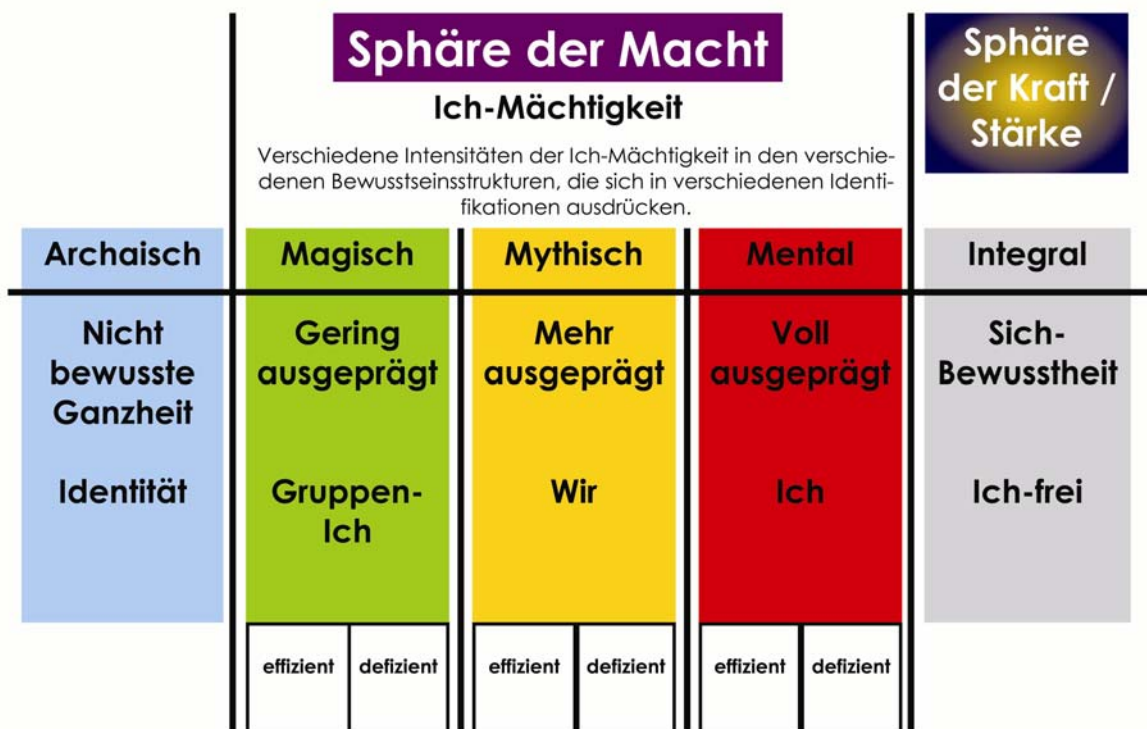 Sphäre der Macht
Ich-Mächtigkeit
Verschiedene Intensitäten der Ich-Mächtigkeit in den verschie-
denen Bewusstseinsstrukturen, die sich in verschiedenen Identi-
fikationen ausdrücken.
Sphäre
der Kraft /
Stärke
Archaisch
Magisch
Mythisch
Mental
Integral
Nicht
bewusste
Ganzheit
Gering
ausgeprägt
Mehr
ausgeprägt
Voll
ausgeprägt
Sich-
Bewusstheit
Identität
Gruppen-
Ich
Wir
Ich
Ich-frei
effizient
defizient
effizient
defizient
effizient
defizient